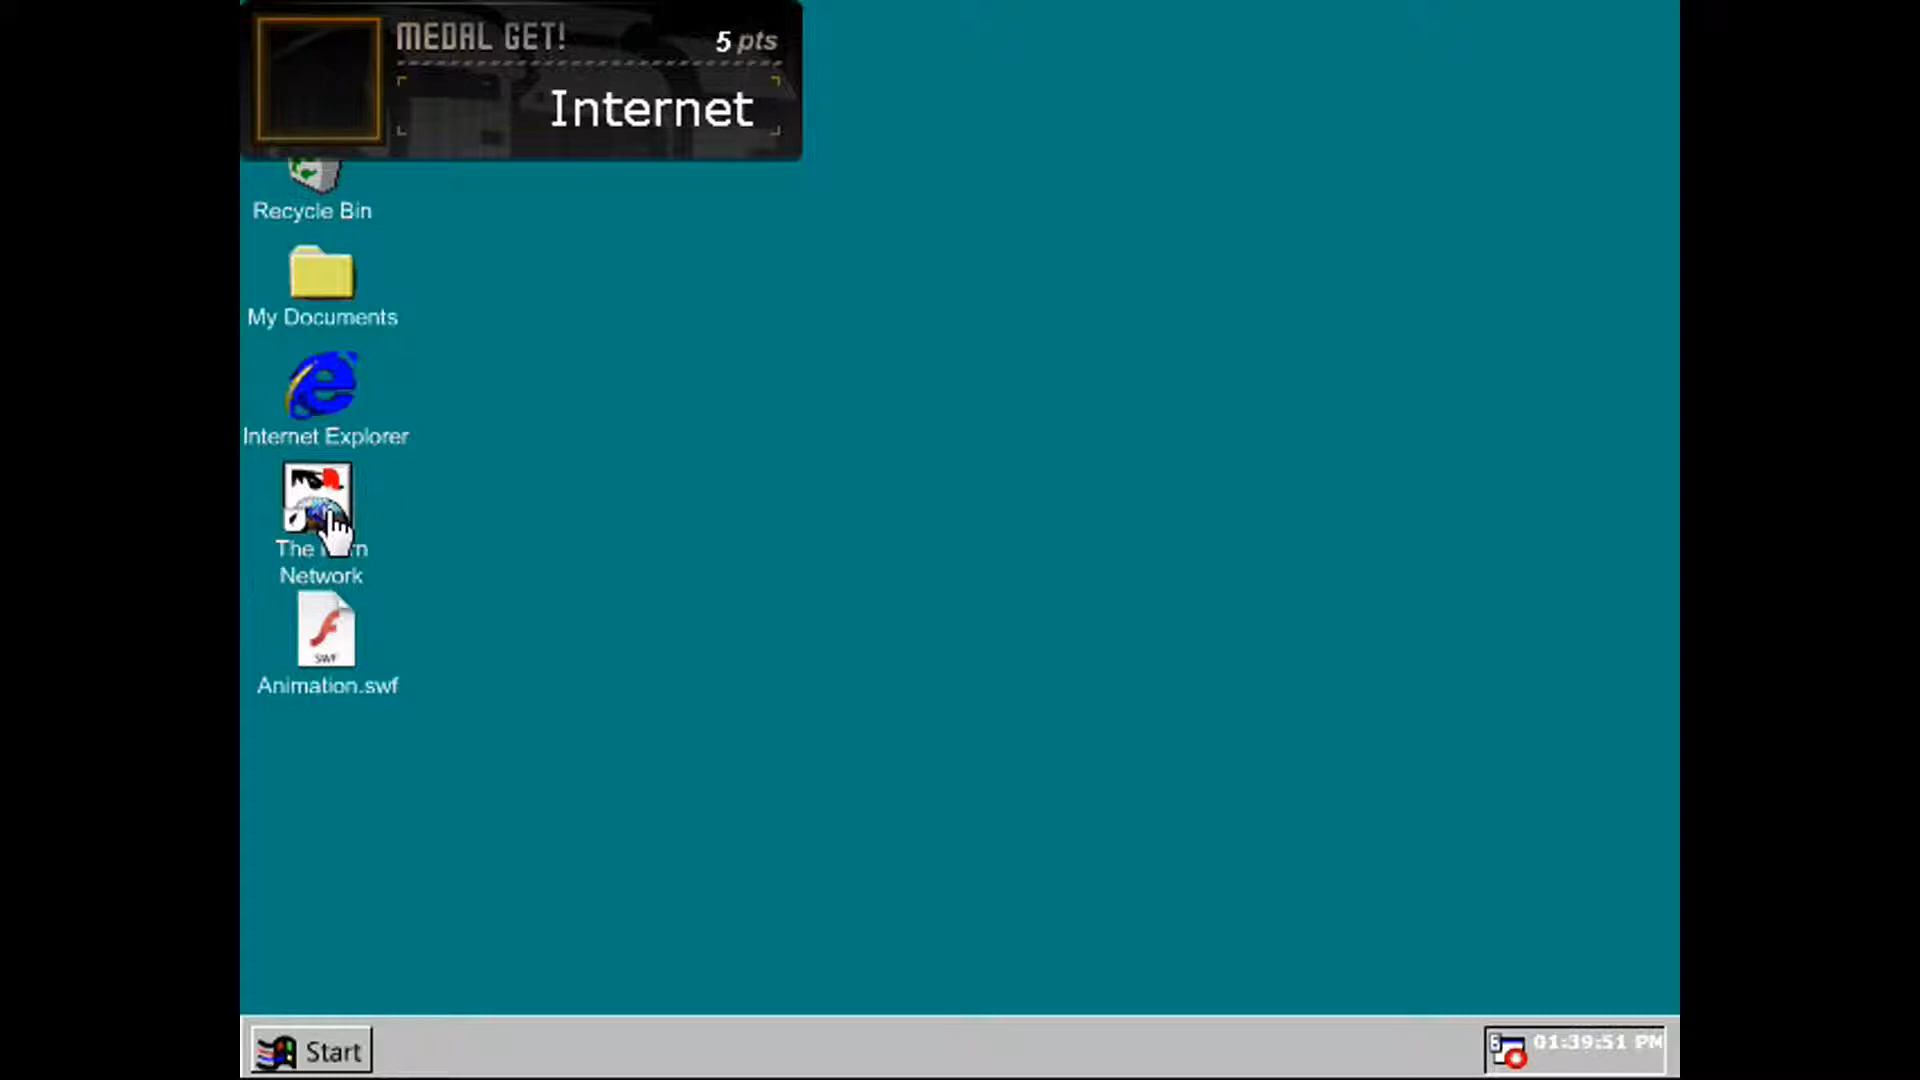 MEDAL GET!
5 pts
Internet
Recycle Bin
My Documents
Internet Explorer
The
Network
SWF
Animation.swf
Start
01:39:51 PM